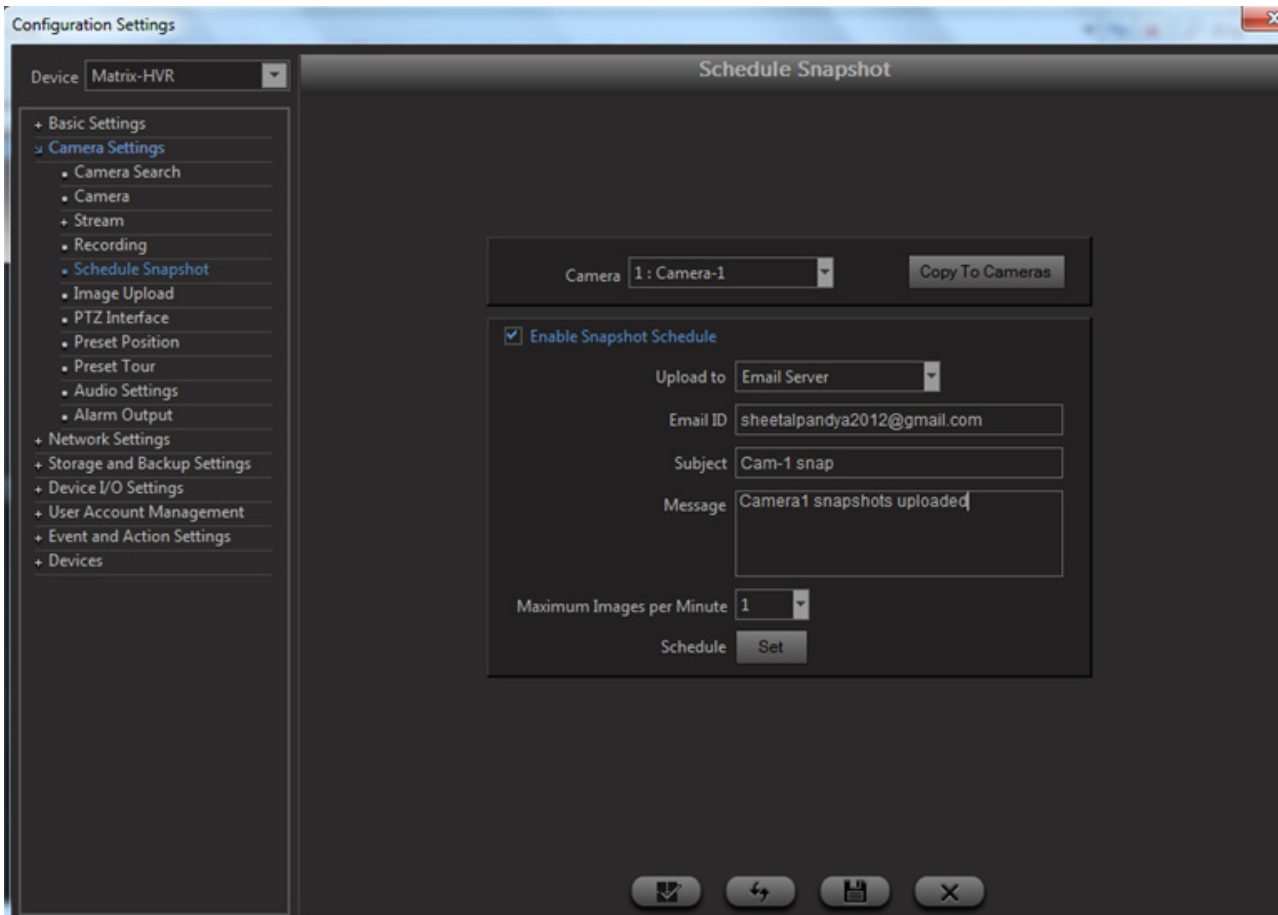 Configuration Settings
Device Matrix-HVR
+ Basic Settings
Camera Settings
Camera Search
Camera
+ Stream
Recording
Schedule Snapshot
Image Upload
PTZ Interface
Preset Position
Preset Tour
Audio Settings
Alarm Output
+ Network Settings
+ Storage and Backup Settings
+ Device I/O Settings
+ User Account Management
+ Event and Action Settings
+ Devices
Schedule Snapshot
Camera 1 : Camera-1 Copy To Cameras
Enable Snapshot Schedule
Upload to Email Server
Email ID sheetalpandya2012@gmail.com
Subject Cam-1 snap
Message Camera1 snapshots uploaded
Maximum Images per Minute 1
Schedule Set